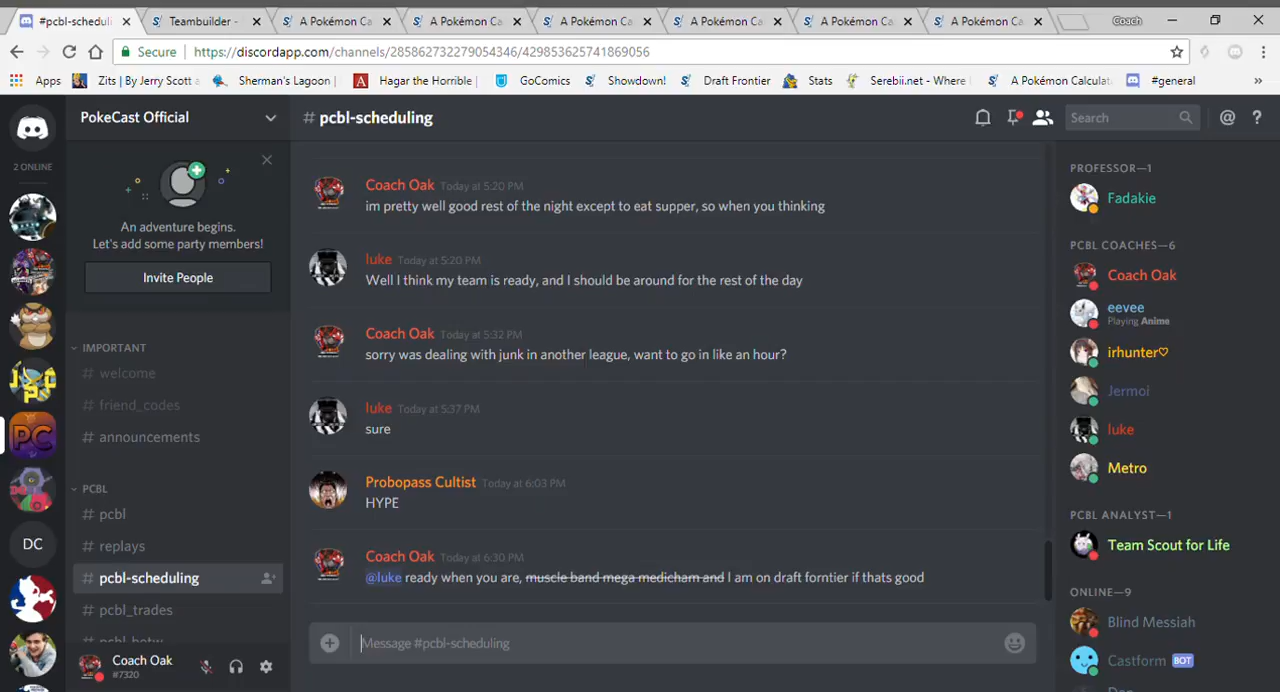 #pcbl-scheduling
Teambuilder -
A Pokémon Ca
A Pokémon Ca
A Pokémon Ca
A Pokémon Ca
A Pokémon Ca
A Pokémon Ca
Coach
Secure
https://discordapp.com/channels/285862732279054346/429853625741869056
Apps
Zits | By Jerry Scott a
Sherman's Lagoon |
Hagar the Horrible |
GoComics
Showdown!
Draft Frontier
Stats
Serebii.net - Where
A Pokémon Calculat
#general
»
2 ONLINE
DC
PokeCast Official
An adventure begins.
Let's add some party members!
Invite People
IMPORTANT
# welcome
# friend_codes
# announcements
PCBL
# pcbl
# replays
# pcbl-scheduling
# pcbl_trades
Coach Oak
#7320
# pcbl-scheduling
Search
@ ?
Coach Oak Today at 5:20 PM
im pretty well good rest of the night except to eat supper, so when you thinking
luke Today at 5:20 PM
Well I think my team is ready, and I should be around for the rest of the day
Coach Oak Today at 5:32 PM
sorry was dealing with junk in another league, want to go in like an hour?
luke Today at 5:37 PM
sure
Probopass Cultist Today at 6:03 PM
HYPE
Coach Oak Today at 6:30 PM
@luke ready when you are, muscle band mega medicham and I am on draft forntier if thats good
Message #pcbl-scheduling
PROFESSOR—1
Fadakie
PCBL COACHES—6
Coach Oak
eevee
Playing Anime
irhunter♡
Jermoi
luke
Metro
PCBL ANALYST—1
Team Scout for Life
ONLINE—9
Blind Messiah
Castform BOT